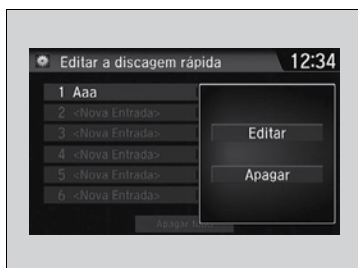 Editar a discagem rápida 12:34
1 Aaa
2 <Nova Entrada>
3 <Nova Entrada>
4 <Nova Entrada>
5 <Nova Entrada>
6 <Nova Entrada>
Editar
Apagar
Apagar